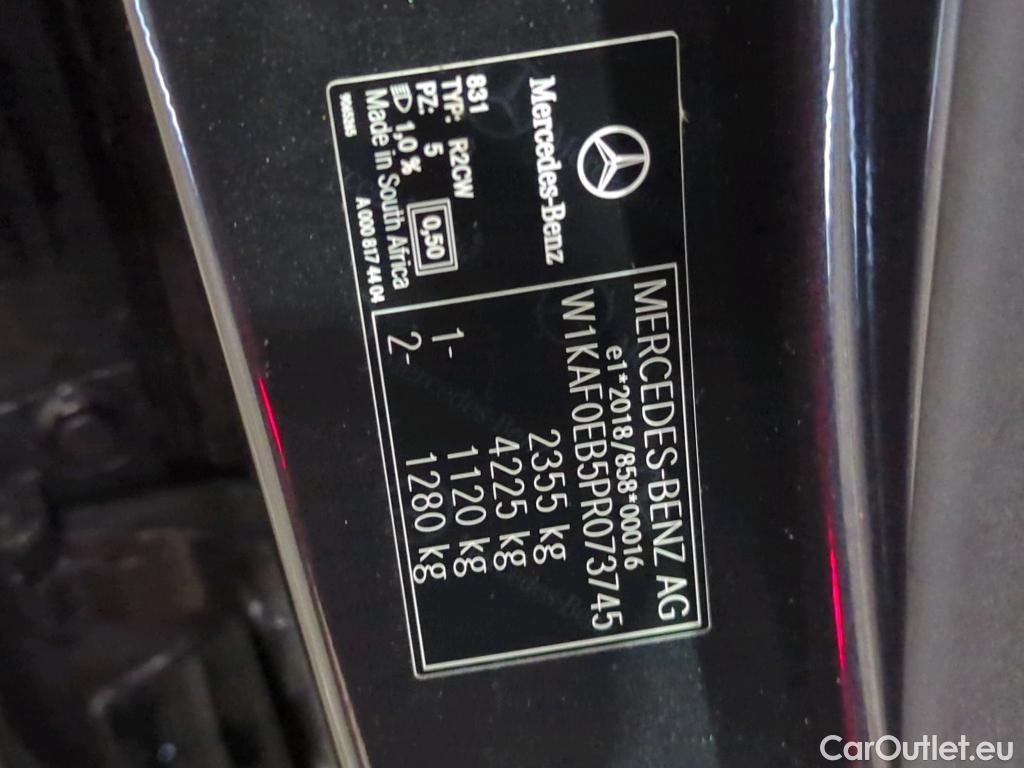 Mercedes-Benz
831
TYP: R2CW
PZ: 5
1,0 %
0,50
Made in South Africa
A 000 817 44 04
MERCEDES-BENZ AG
e1*2018/858*00016
W1KAF0EB5PR073745
2355 kg
4225 kg
1- 1120 kg
2- 1280 kg
CarOutlet.eu